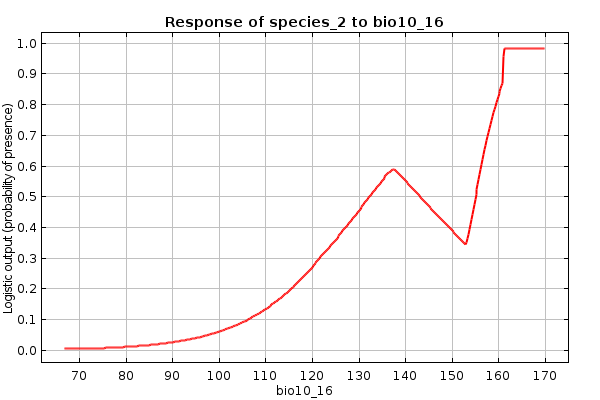 Response of species_2 to bio10_16
Logistic output (probability of presence)
1.0
0.9
0.8
0.7
0.6
0.5
0.4
0.3
0.2
0.1
0.0
70 80 90 100 110 120 130 140 150 160 170
bio10_16